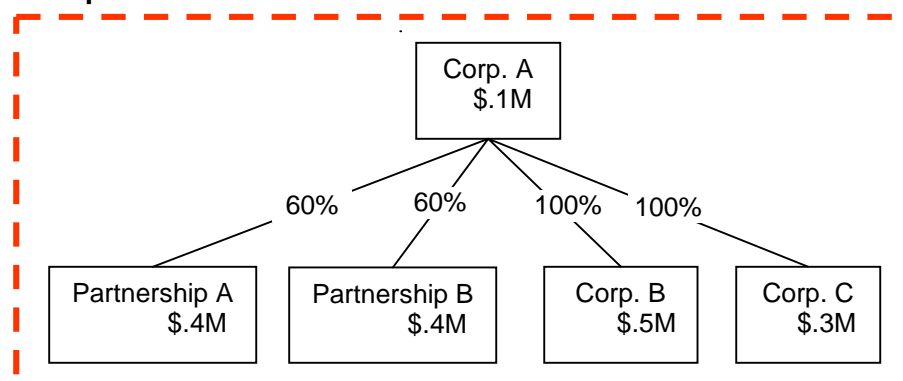 Corp. A
$.1M
60%
60%
100%
100%
Partnership A
$.4M
Partnership B
$.4M
Corp. B
$.5M
Corp. C
$.3M